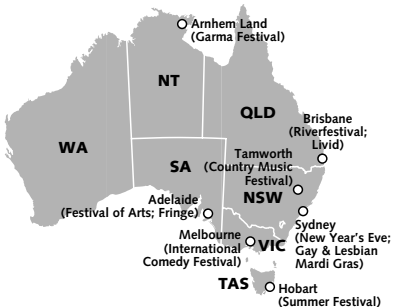 Arnhem Land
(Garma Festival)
NT
QLD
Brisbane
(Riverfestival;
Livid)
WA
Tamworth
(Country Music
Festival)
SA
NSW
Adelaide
(Festival of Arts; Fringe)
Sydney
(New Year's Eve;
Gay & Lesbian
Mardi Gras)
Melbourne
(International
Comedy Festival)
VIC
TAS
Hobart
(Summer Festival)